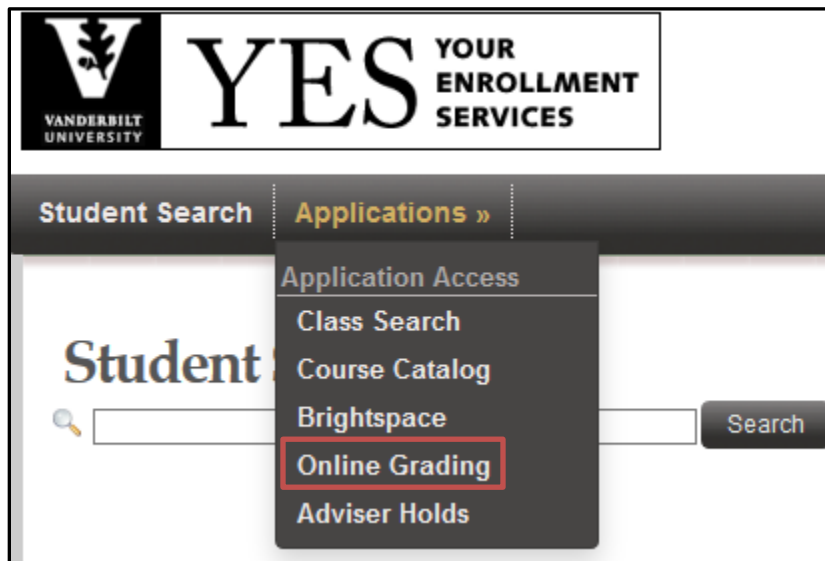 VANDERBILT
UNIVERSITY
YES
YOUR
ENROLLMENT
SERVICES
Student Search
Applications »
Application Access
Class Search
Course Catalog
Brightspace
Online Grading
Adviser Holds
Student
Search